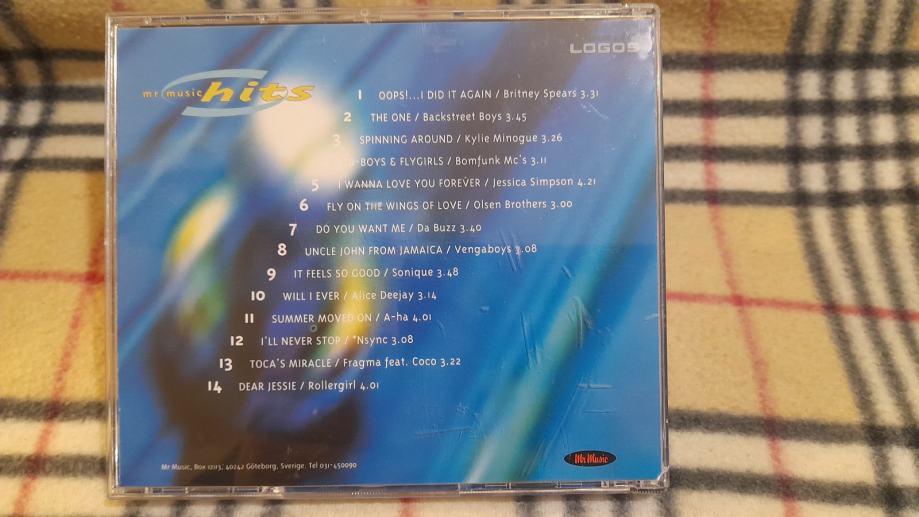 LOGOS
mr music hits
1 OOPS!...I DID IT AGAIN / Britney Spears 3.31
2 THE ONE / Backstreet Boys 3.45
3 SPINNING AROUND / Kylie Minogue 3.26
-BOYS & FLYGIRLS / Bomfunk Mc's 3.11
5 I WANNA LOVE YOU FOREVER / Jessica Simpson 4.21
6 FLY ON THE WINGS OF LOVE / Olsen Brothers 3.00
7 DO YOU WANT ME / Da Buzz 3.40
8 UNCLE JOHN FROM JAMAICA / Vengaboys 3.08
9 IT FEELS SO GOOD / Sonique 3.48
10 WILL I EVER / Alice Deejay 3.14
11 SUMMER MOVED ON / A-ha 4.01
12 I'LL NEVER STOP / *Nsync 3.08
13 TOCA'S MIRACLE / Fragma feat. Coco 3.22
14 DEAR JESSIE / Rollergirl 4.01
Mr Music, Box 12113, 40242 Göteborg, Sverige. Tel 031-450090
Mr Music